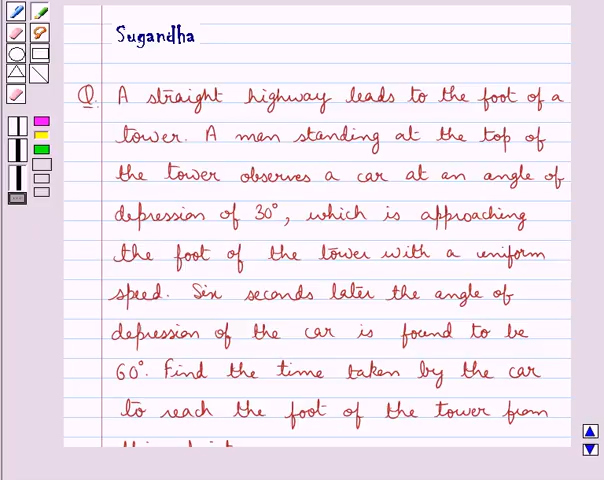 Sugandha
Q. A straight highway leads to the foot of a
tower. A man standing at the top of
the tower observes a car at an angle of
depression of 30°, which is approaching
the foot of the tower with a uniform
speed. Six seconds later the angle of
depression of the car is found to be
60°. Find the time taken by the car
to reach the foot of the tower from